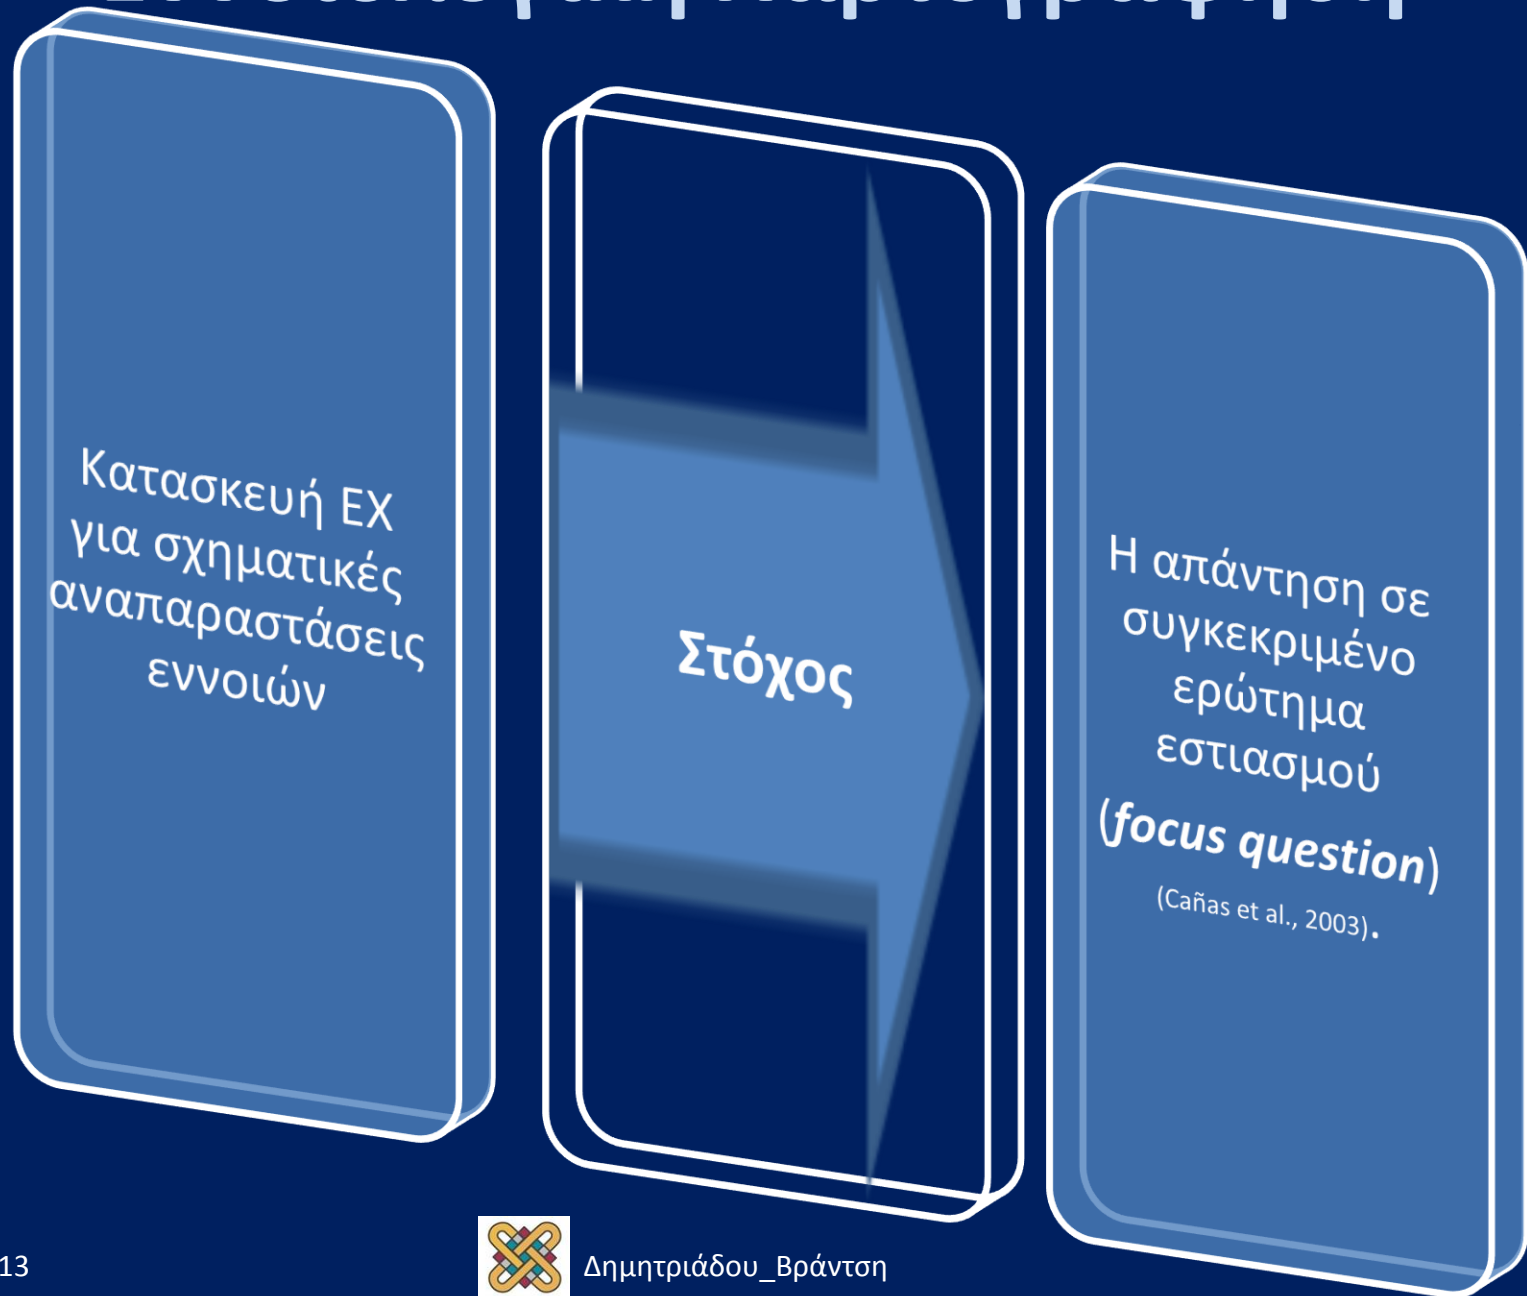 Κατασκευή ΕΧ
για σχηματικές
αναπαραστάσεις
εννοιών
Στόχος
Η απάντηση σε
συγκεκριμένο
ερώτημα
εστιασμού
(focus question)
(Cañas et al., 2003).
13
Δημητριάδου_Βράντση